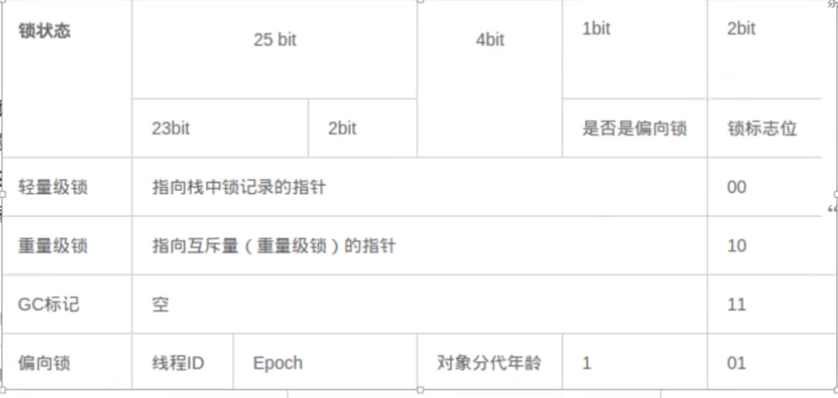 锁状态 25 bit 4bit 1bit 2bit
23bit 2bit 是否是偏向锁 锁标志位
轻量级锁 指向栈中锁记录的指针 00
重量级锁 指向互斥量（重量级锁）的指针 10
GC标记 空 11
偏向锁 线程ID Epoch 对象分代年龄 1 01